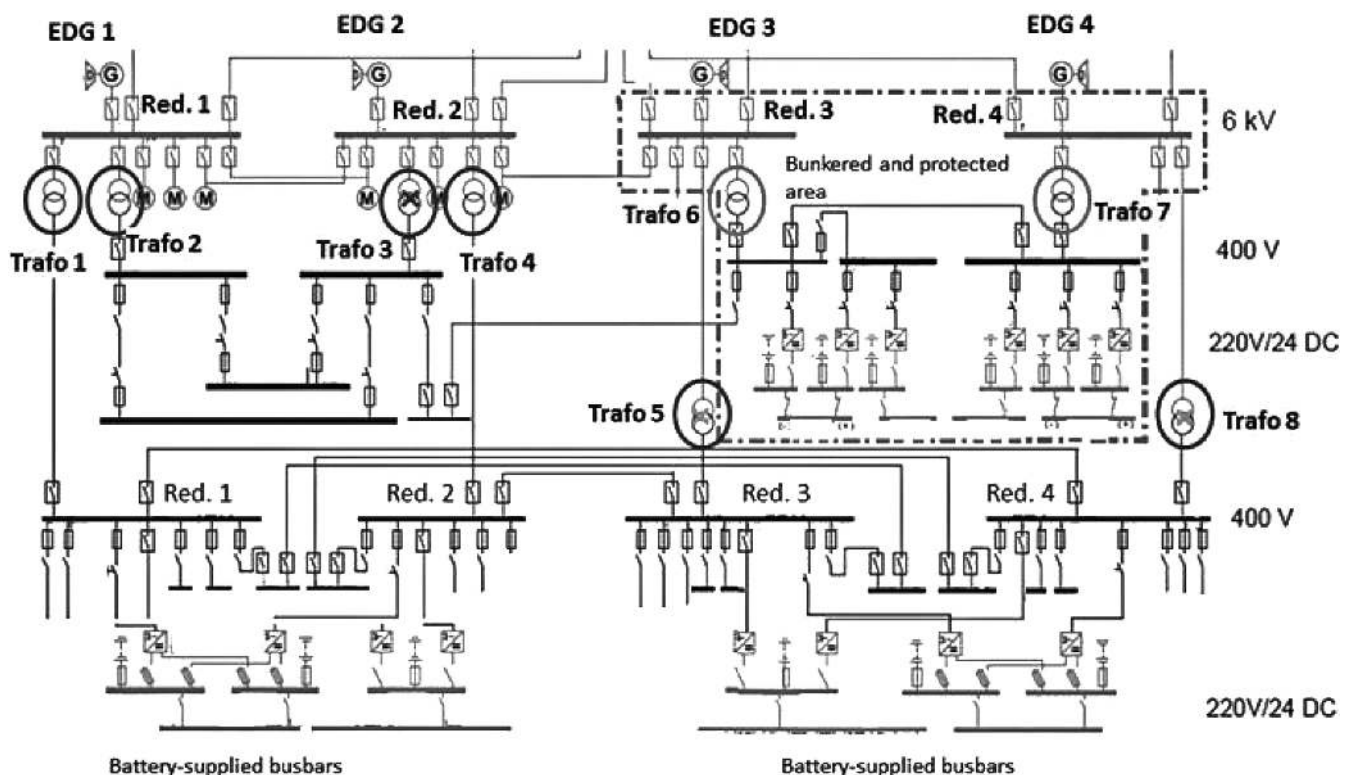 EDG 1
EDG 2
EDG 3
EDG 4
G
G
G
G
Red. 1
Red. 2
Red. 3
Red. 4
6 kV
Bunkered and protected
area
M
M
M
M
M
M
Trafo 1
Trafo 2
Trafo 3
Trafo 4
Trafo 6
Trafo 7
400 V
220V/24 DC
Trafo 5
Trafo 8
(-)
(+)
(-)
(+)
Red. 1
Red. 2
Red. 3
Red. 4
400 V
220V/24 DC
Battery-supplied busbars
Battery-supplied busbars